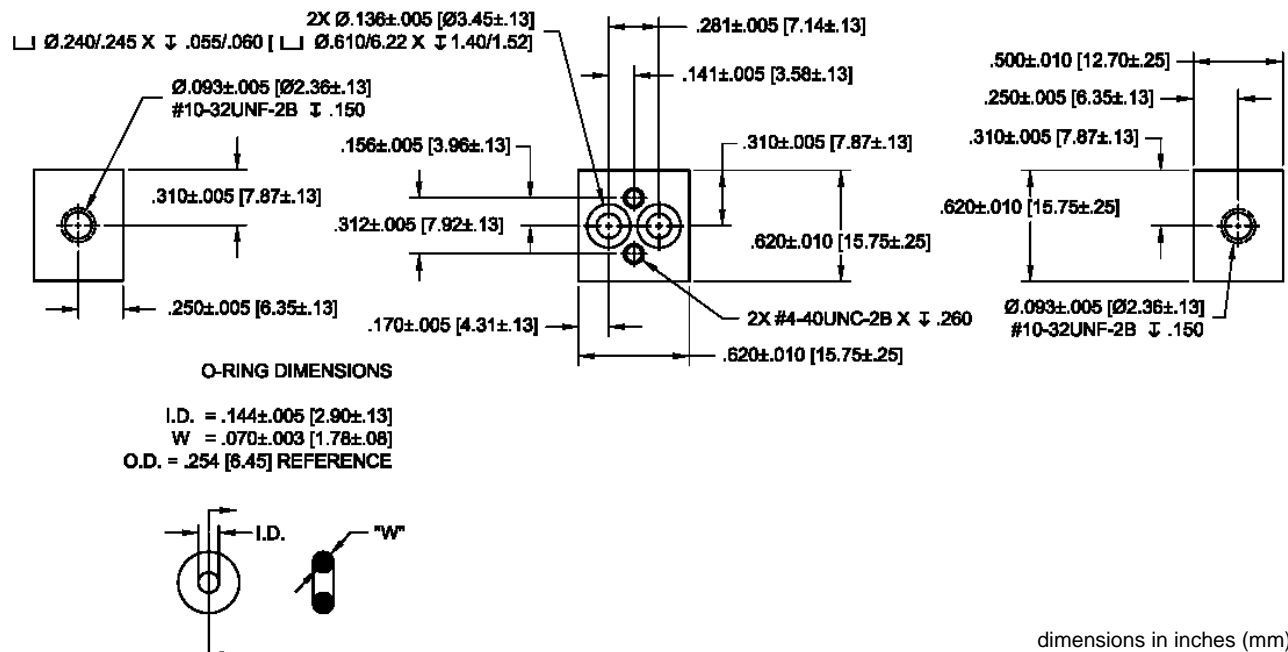 2X Ø.136±.005 [Ø3.45±.13]
⌴ Ø.240/.245 X ↧ .055/.060 [ ⌴ Ø.610/6.22 X ↧ 1.40/1.52]
.281±.005 [7.14±.13]
.141±.005 [3.58±.13]
.500±.010 [12.70±.25]
.250±.005 [6.35±.13]
Ø.093±.005 [Ø2.36±.13]
#10-32UNF-2B ↧ .150
.156±.005 [3.96±.13]
.310±.005 [7.87±.13]
.310±.005 [7.87±.13]
.310±.005 [7.87±.13]
.312±.005 [7.92±.13]
.620±.010 [15.75±.25]
.620±.010 [15.75±.25]
.250±.005 [6.35±.13]
.170±.005 [4.31±.13]
2X #4-40UNC-2B X ↧ .260
Ø.093±.005 [Ø2.36±.13]
#10-32UNF-2B ↧ .150
.620±.010 [15.75±.25]
O-RING DIMENSIONS
I.D. = .144±.005 [2.90±.13]
W = .070±.003 [1.78±.08]
O.D. = .254 [6.45] REFERENCE
I.D.
"W"
dimensions in inches (mm)